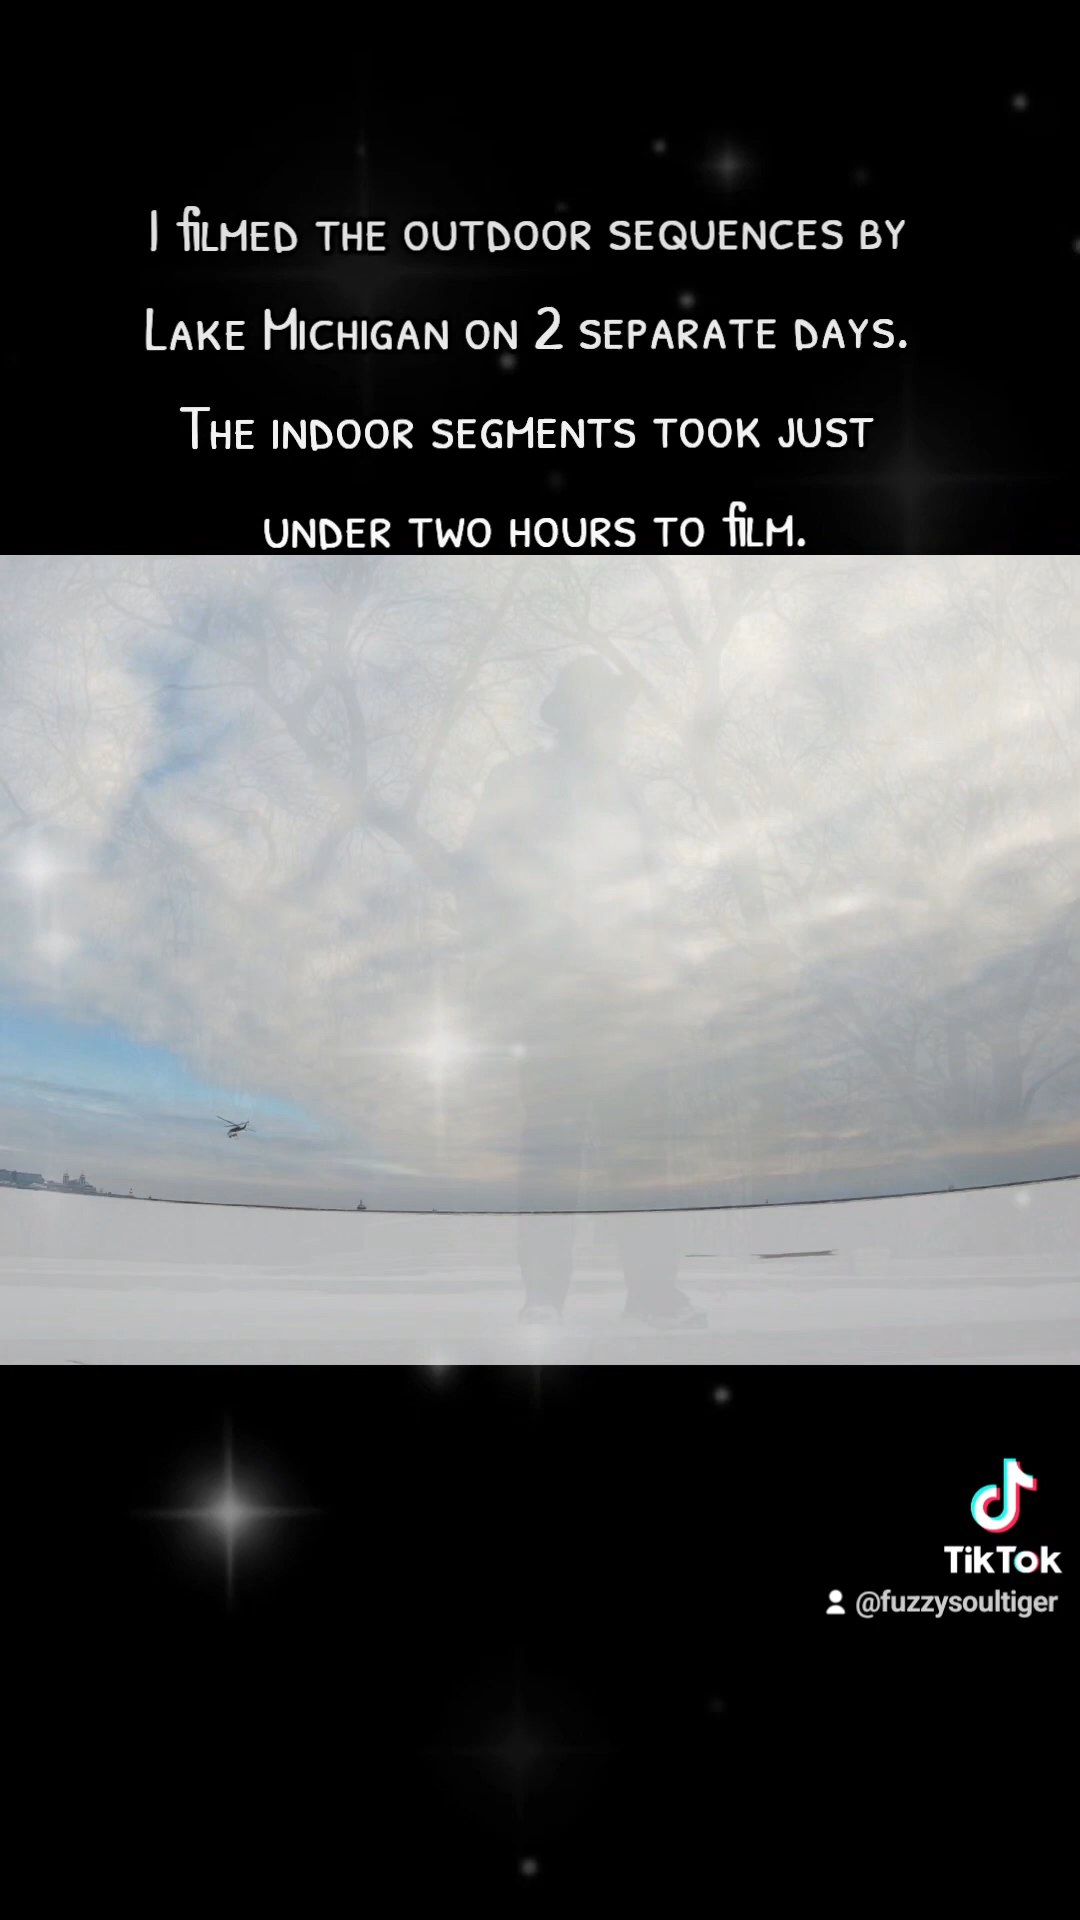 I filmed the outdoor sequences by
Lake Michigan on 2 separate days.
The indoor segments took just
under two hours to film.
TikTok
@fuzzysoultiger